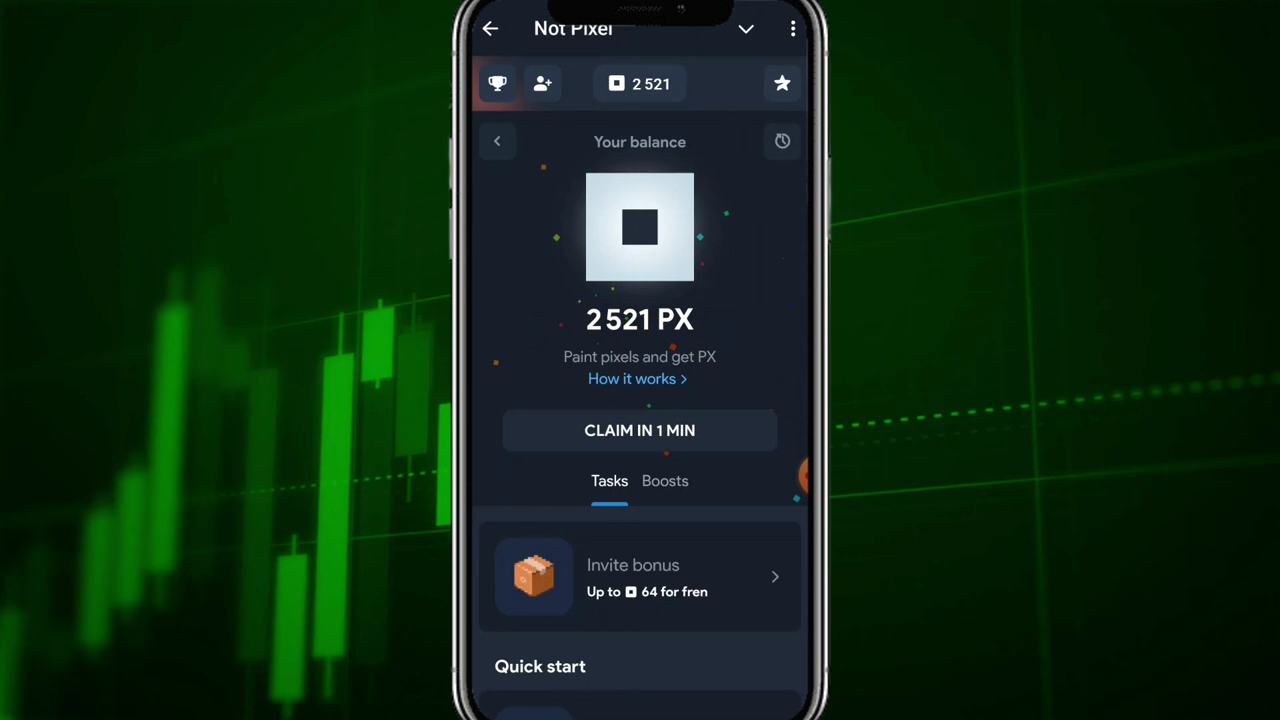 Not Pixel
2 521
Your balance
2 521 PX
Paint pixels and get PX
How it works >
CLAIM IN 1 MIN
Tasks Boosts
Invite bonus
Up to 64 for fren
Quick start